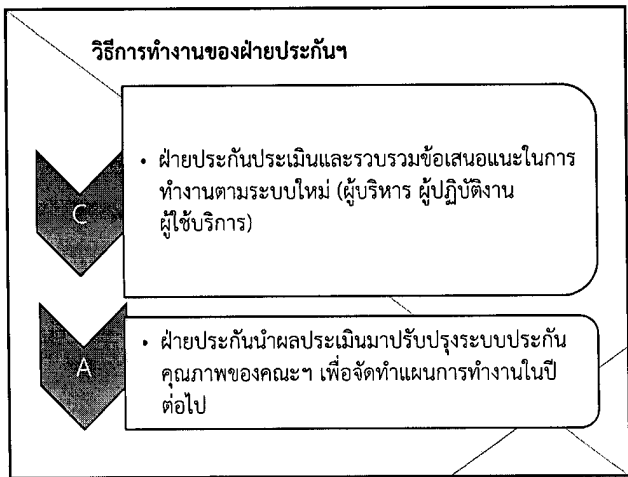 วิธีการทำงานของฝ่ายประกันฯ
C
• ฝ่ายประกันประเมินและรวบรวมข้อเสนอแนะในการ
ทำงานตามระบบใหม่ (ผู้บริหาร ผู้ปฏิบัติงาน
ผู้ใช้บริการ)
A
• ฝ่ายประกันนำผลประเมินมาปรับปรุงระบบประกัน
คุณภาพของคณะฯ เพื่อจัดทำแผนการทำงานในปี
ต่อไป